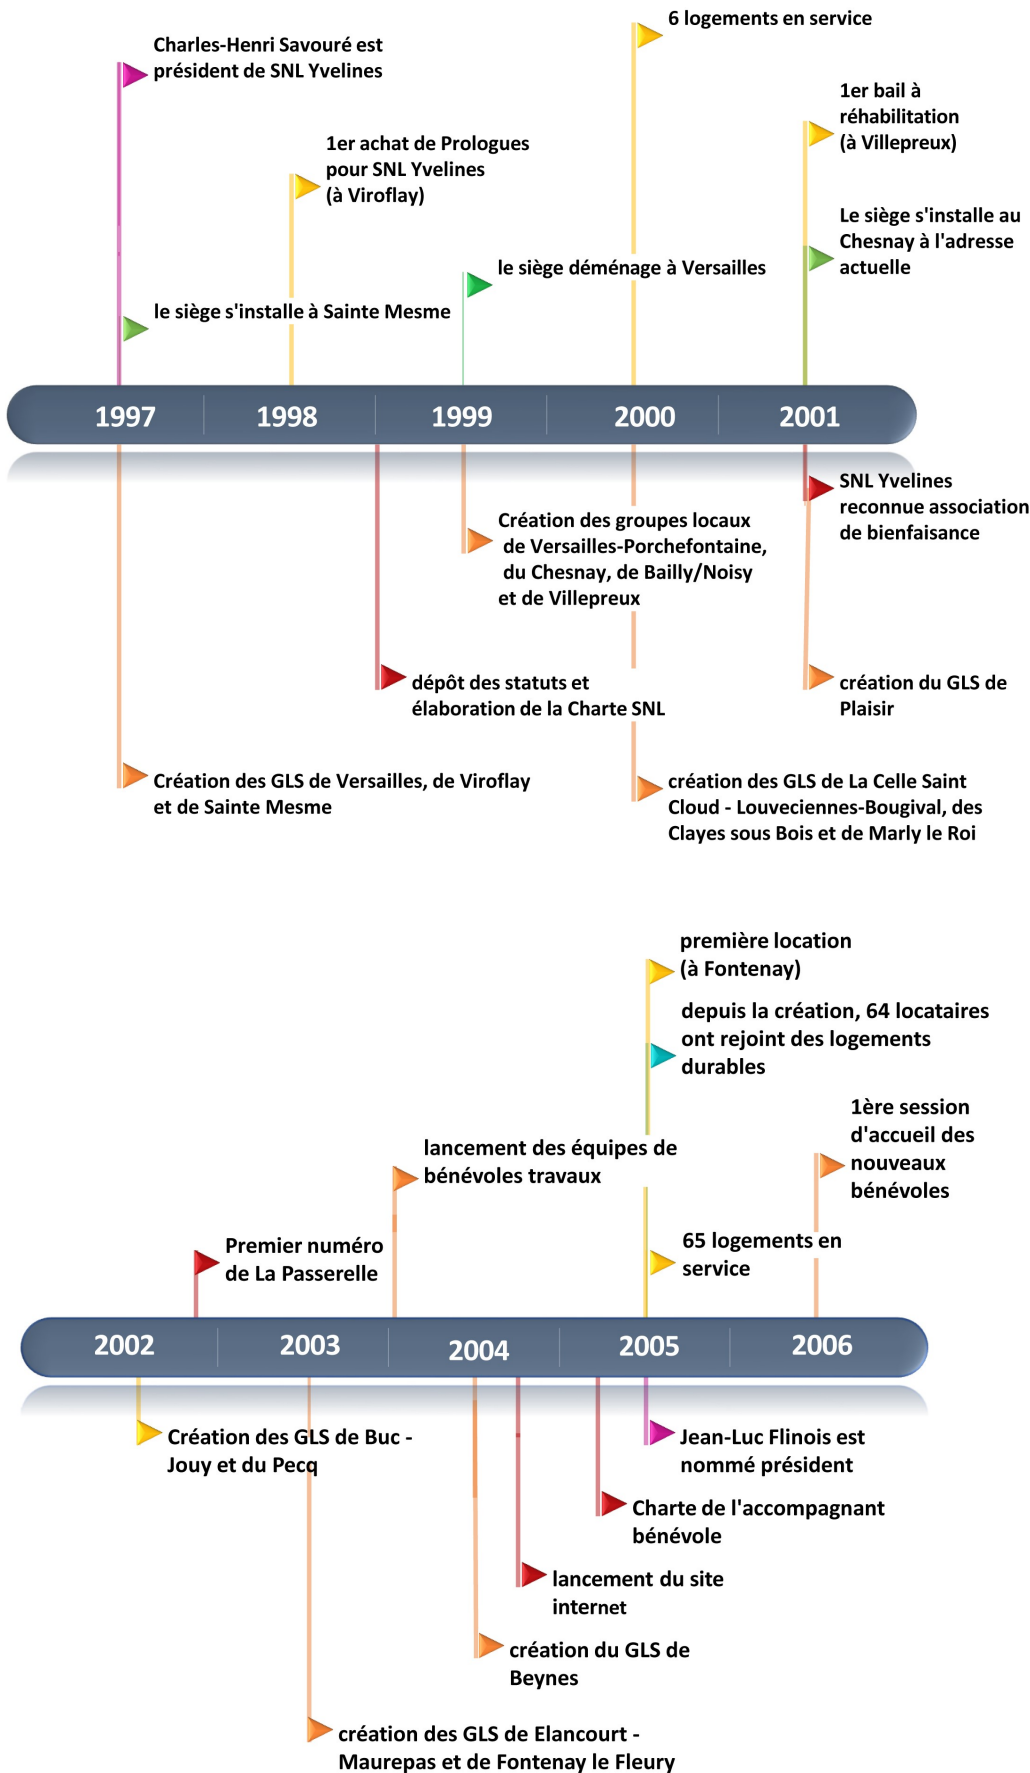 6 logements en service
Charles-Henri Savouré est
président de SNL Yvelines
1er bail à
réhabilitation
(à Villepreux)
1er achat de Prologues
pour SNL Yvelines
(à Viroflay)
Le siège s'installe au
Chesnay à l'adresse
actuelle
le siège déménage à Versailles
le siège s'installe à Sainte Mesme
1997
1998
1999
2000
2001
SNL Yvelines
reconnue association
de bienfaisance
Création des groupes locaux
de Versailles-Porchefontaine,
du Chesnay, de Bailly/Noisy
et de Villepreux
dépôt des statuts et
élaboration de la Charte SNL
création du GLS de
Plaisir
Création des GLS de Versailles, de Viroflay
et de Sainte Mesme
création des GLS de La Celle Saint
Cloud - Louveciennes-Bougival, des
Clayes sous Bois et de Marly le Roi
première location
(à Fontenay)
depuis la création, 64 locataires
ont rejoint des logements
durables
1ère session
d'accueil des
nouveaux
bénévoles
lancement des équipes de
bénévoles travaux
Premier numéro
de La Passerelle
65 logements en
service
2002
2003
2004
2005
2006
Création des GLS de Buc -
Jouy et du Pecq
Jean-Luc Flinois est
nommé président
Charte de l'accompagnant
bénévole
lancement du site
internet
création du GLS de
Beynes
création des GLS de Elancourt -
Maurepas et de Fontenay le Fleury